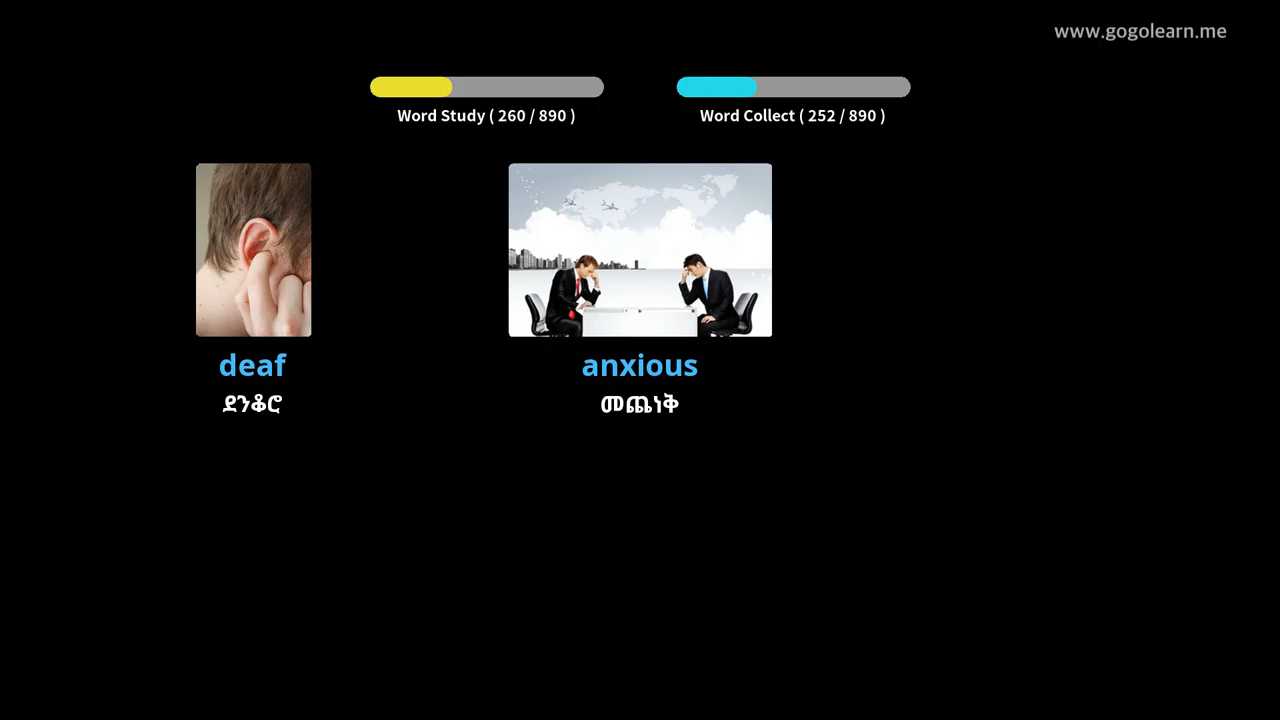 www.gogolearn.me
Word Study ( 260 / 890 )
Word Collect ( 252 / 890 )
deaf
ደንቆሮ
anxious
መጨነቅ